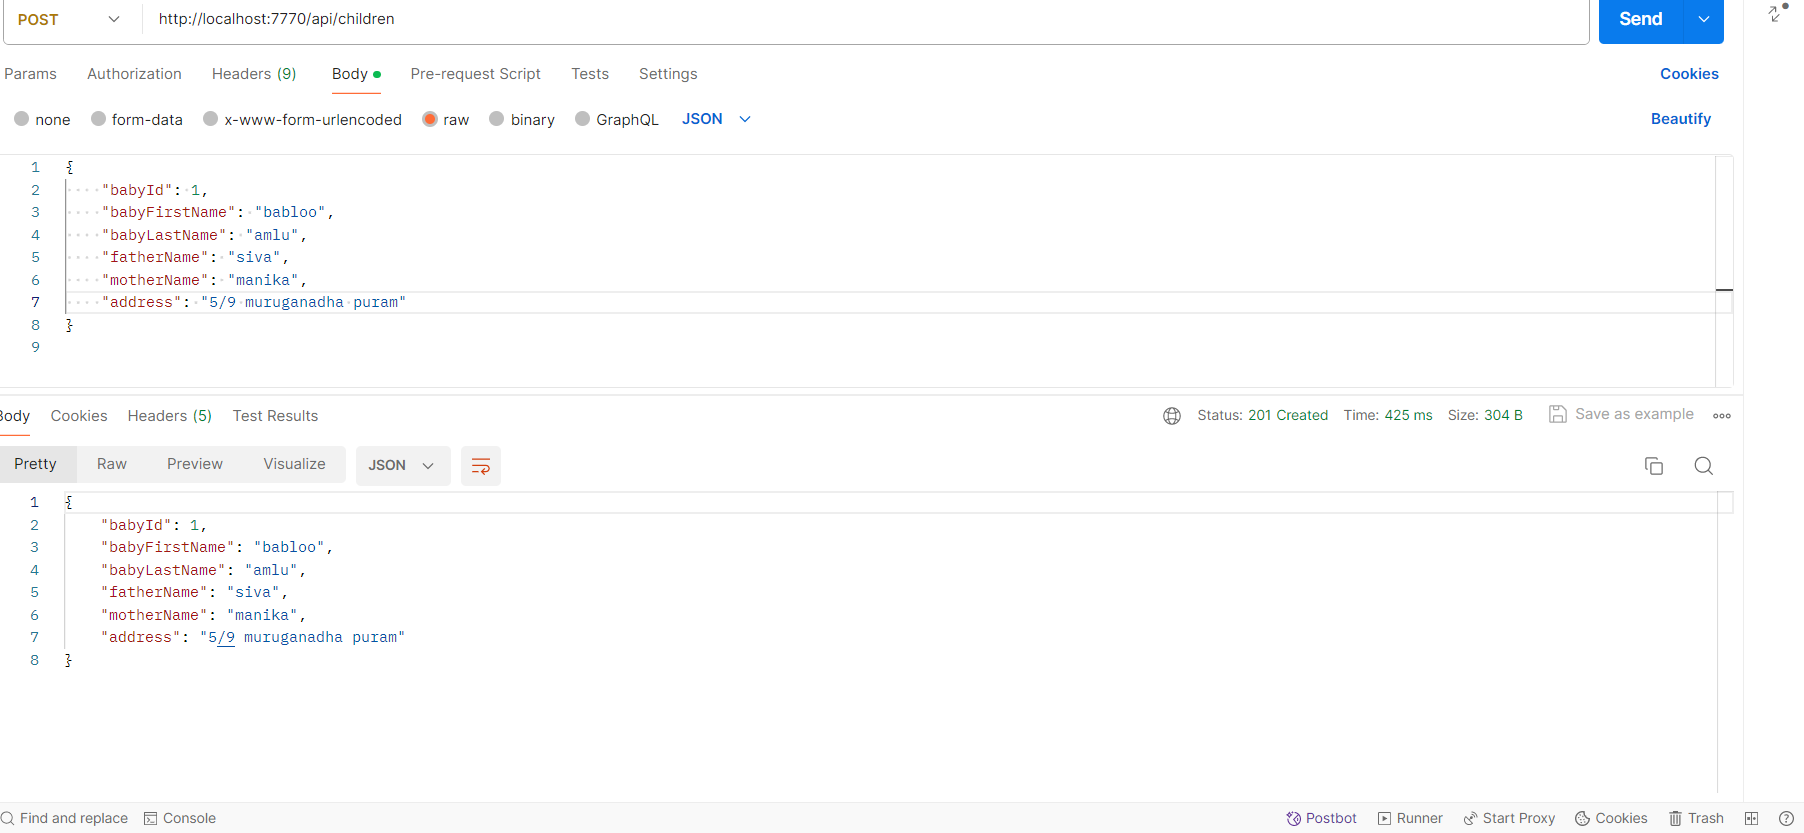 POST http://localhost:7770/api/children Send
Params Authorization Headers (9) Body Pre-request Script Tests Settings Cookies
none form-data x-www-form-urlencoded raw binary GraphQL JSON Beautify
1 {
2 "babyId": 1,
3 "babyFirstName": "babloo",
4 "babyLastName": "amlu",
5 "fatherName": "siva",
6 "motherName": "manika",
7 "address": "5/9 muruganadha puram"
8 }
9
Body Cookies Headers (5) Test Results Status: 201 Created Time: 425 ms Size: 304 B Save as example
Pretty Raw Preview Visualize JSON
1 {
2 "babyId": 1,
3 "babyFirstName": "babloo",
4 "babyLastName": "amlu",
5 "fatherName": "siva",
6 "motherName": "manika",
7 "address": "5/9 muruganadha puram"
8 }
Find and replace Console Postbot Runner Start Proxy Cookies Trash